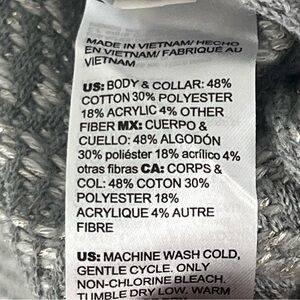 MADE IN VIETNAM/ HECHO
EN VIETNAM/ FABRIQUÉ AU
VIETNAM
US: BODY & COLLAR: 48%
COTTON 30% POLYESTER
18% ACRYLIC 4% OTHER
FIBER MX: CUERPO &
CUELLO: 48% ALGODÓN
30% poliéster 18% acrílico 4%
otras fibras CA: CORPS &
COL: 48% COTON 30%
POLYESTER 18%
ACRYLIQUE 4% AUTRE
FIBRE
US: MACHINE WASH COLD,
GENTLE CYCLE. ONLY
NON-CHLORINE BLEACH.
TUMBLE DRY LOW. WARM